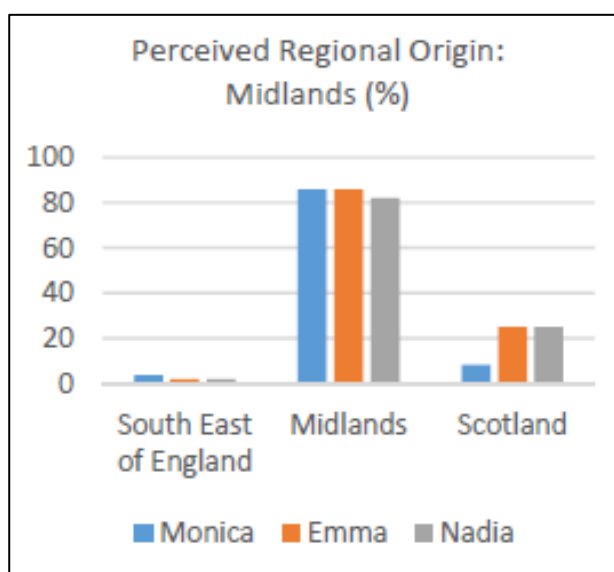 Perceived Regional Origin:
Midlands (%)
100
80
60
40
20
0
South East
of England
Midlands
Scotland
Monica
Emma
Nadia